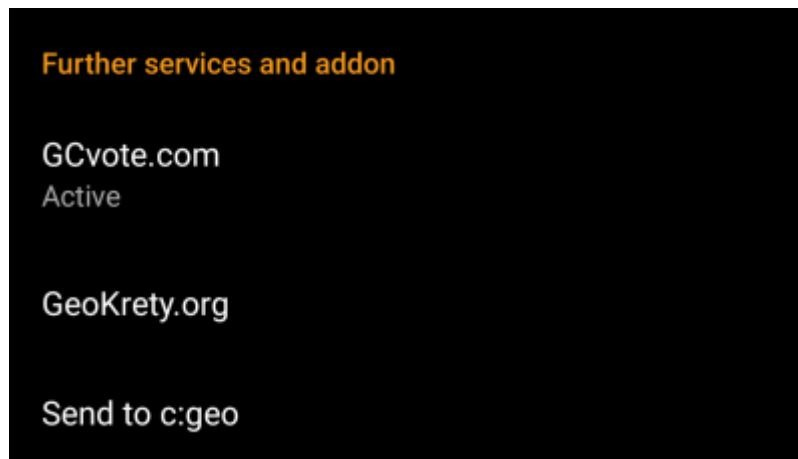 Further services and addon
GCvote.com
Active
GeoKrety.org
Send to c:geo